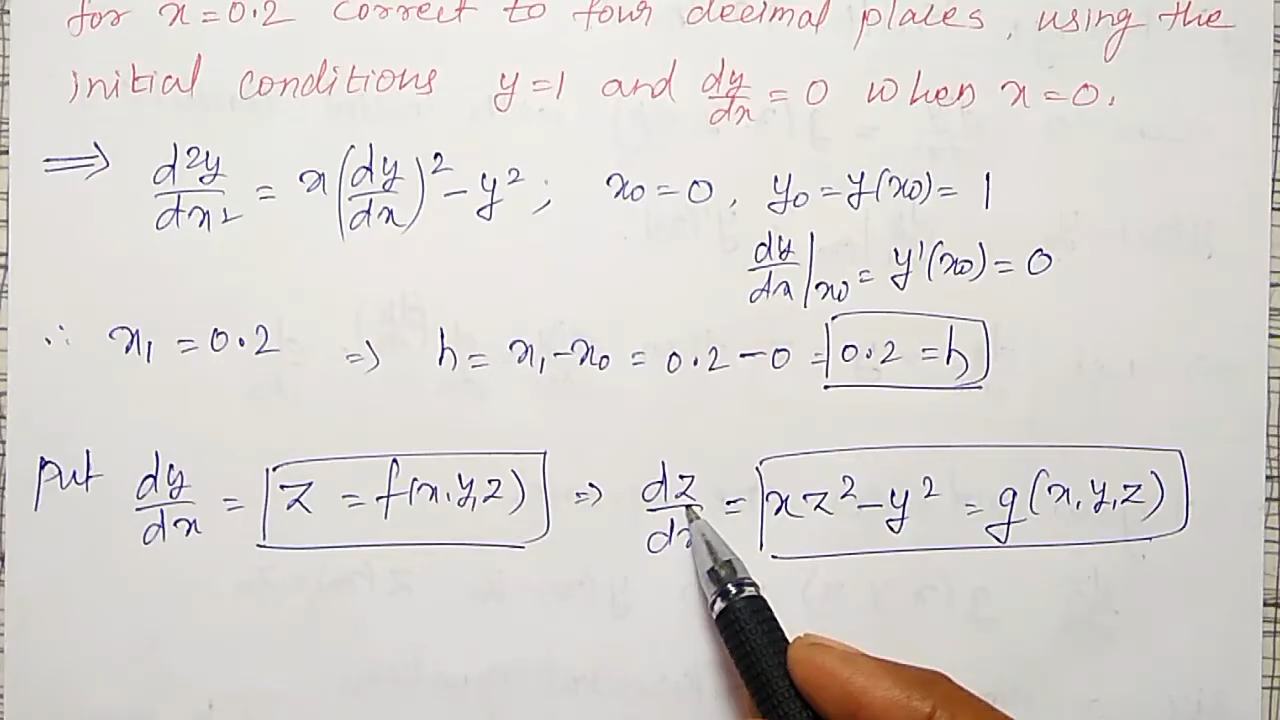 for x=0.2 correct to four decimal places, using the
initial conditions y=1 and dy/dx = 0 when x=0.
⟹ d²y/dx² = x(dy/dx)² - y² ; x₀=0, y₀=y(x₀)=1
dy/dx|x₀ = y'(x₀)=0
∴ x₁=0.2 ⇒ h= x₁-x₀ = 0.2-0 = 0.2 =h
Put dy/dx = z = f(x,y,z) ⇒ dz/dx = xz²-y² = g(x,y,z)